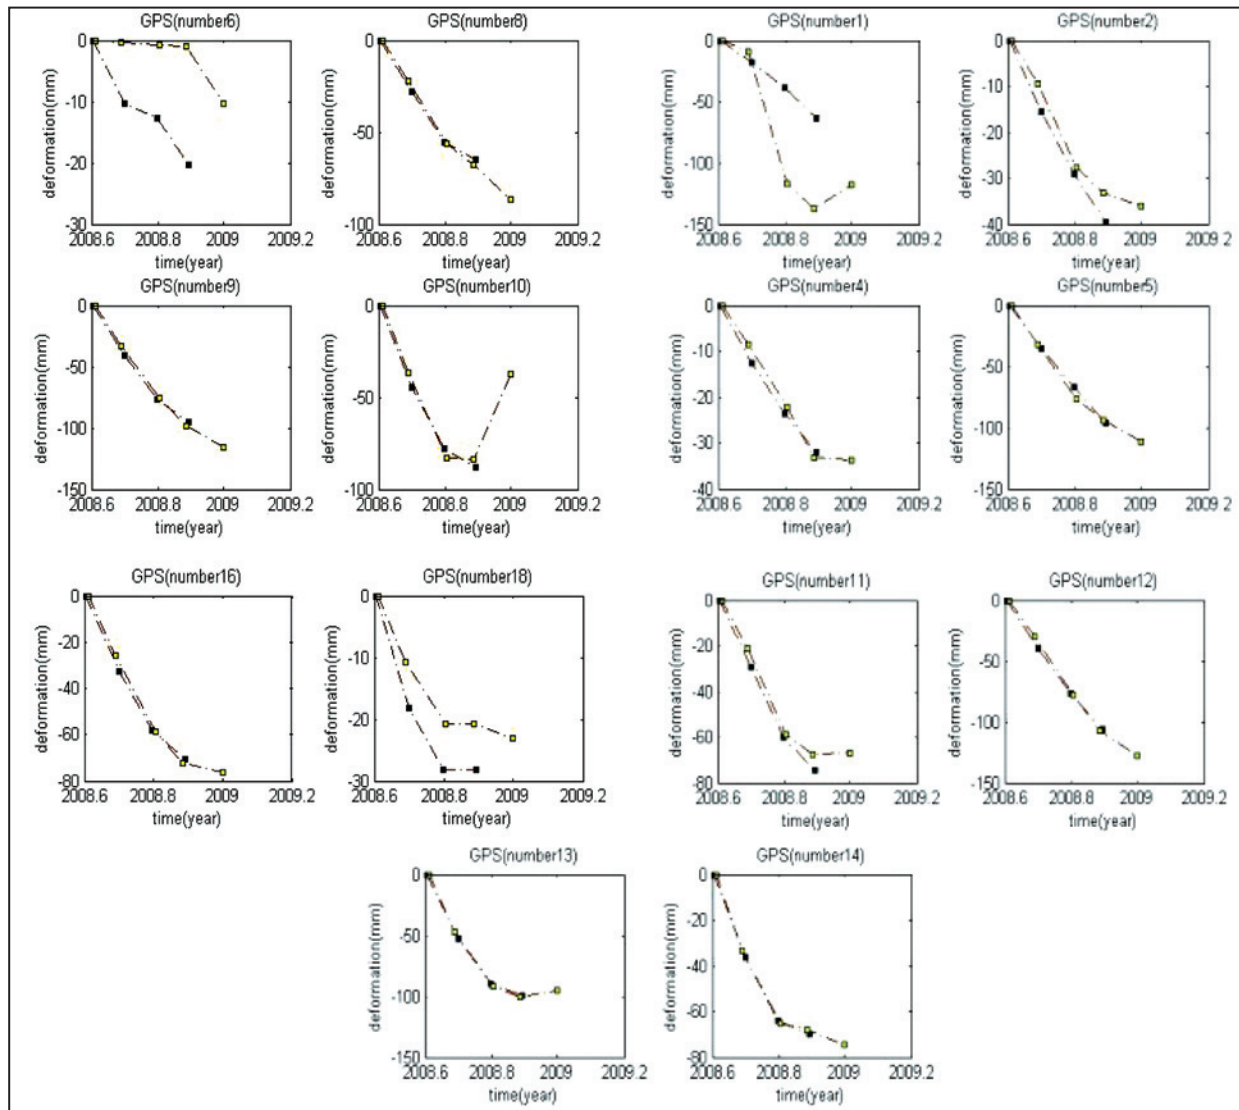 GPS(number6)
0
-10
-20
-30
deformation(mm)
2008.6 2008.8 2009 2009.2
time(year)
GPS(number8)
0
-50
-100
deformation(mm)
2008.6 2008.8 2009 2009.2
time(year)
GPS(number1)
0
-50
-100
-150
deformation(mm)
2008.6 2008.8 2009 2009.2
time(year)
GPS(number2)
0
-10
-20
-30
-40
deformation(mm)
2008.6 2008.8 2009 2009.2
time(year)
GPS(number9)
0
-50
-100
-150
deformation(mm)
2008.6 2008.8 2009 2009.2
time(year)
GPS(number10)
0
-50
-100
deformation(mm)
2008.6 2008.8 2009 2009.2
time(year)
GPS(number4)
0
-10
-20
-30
-40
deformation(mm)
2008.6 2008.8 2009 2009.2
time(year)
GPS(number5)
0
-50
-100
-150
deformation(mm)
2008.6 2008.8 2009 2009.2
time(year)
GPS(number16)
0
-20
-40
-60
-80
deformation(mm)
2008.6 2008.8 2009 2009.2
time(year)
GPS(number18)
0
-10
-20
-30
deformation(mm)
2008.6 2008.8 2009 2009.2
time(year)
GPS(number11)
0
-20
-40
-60
-80
deformation(mm)
2008.6 2008.8 2009 2009.2
time(year)
GPS(number12)
0
-50
-100
-150
deformation(mm)
2008.6 2008.8 2009 2009.2
time(year)
GPS(number13)
0
-50
-100
-150
deformation(mm)
2008.6 2008.8 2009 2009.2
time(year)
GPS(number14)
0
-20
-40
-60
-80
deformation(mm)
2008.6 2008.8 2009 2009.2
time(year)